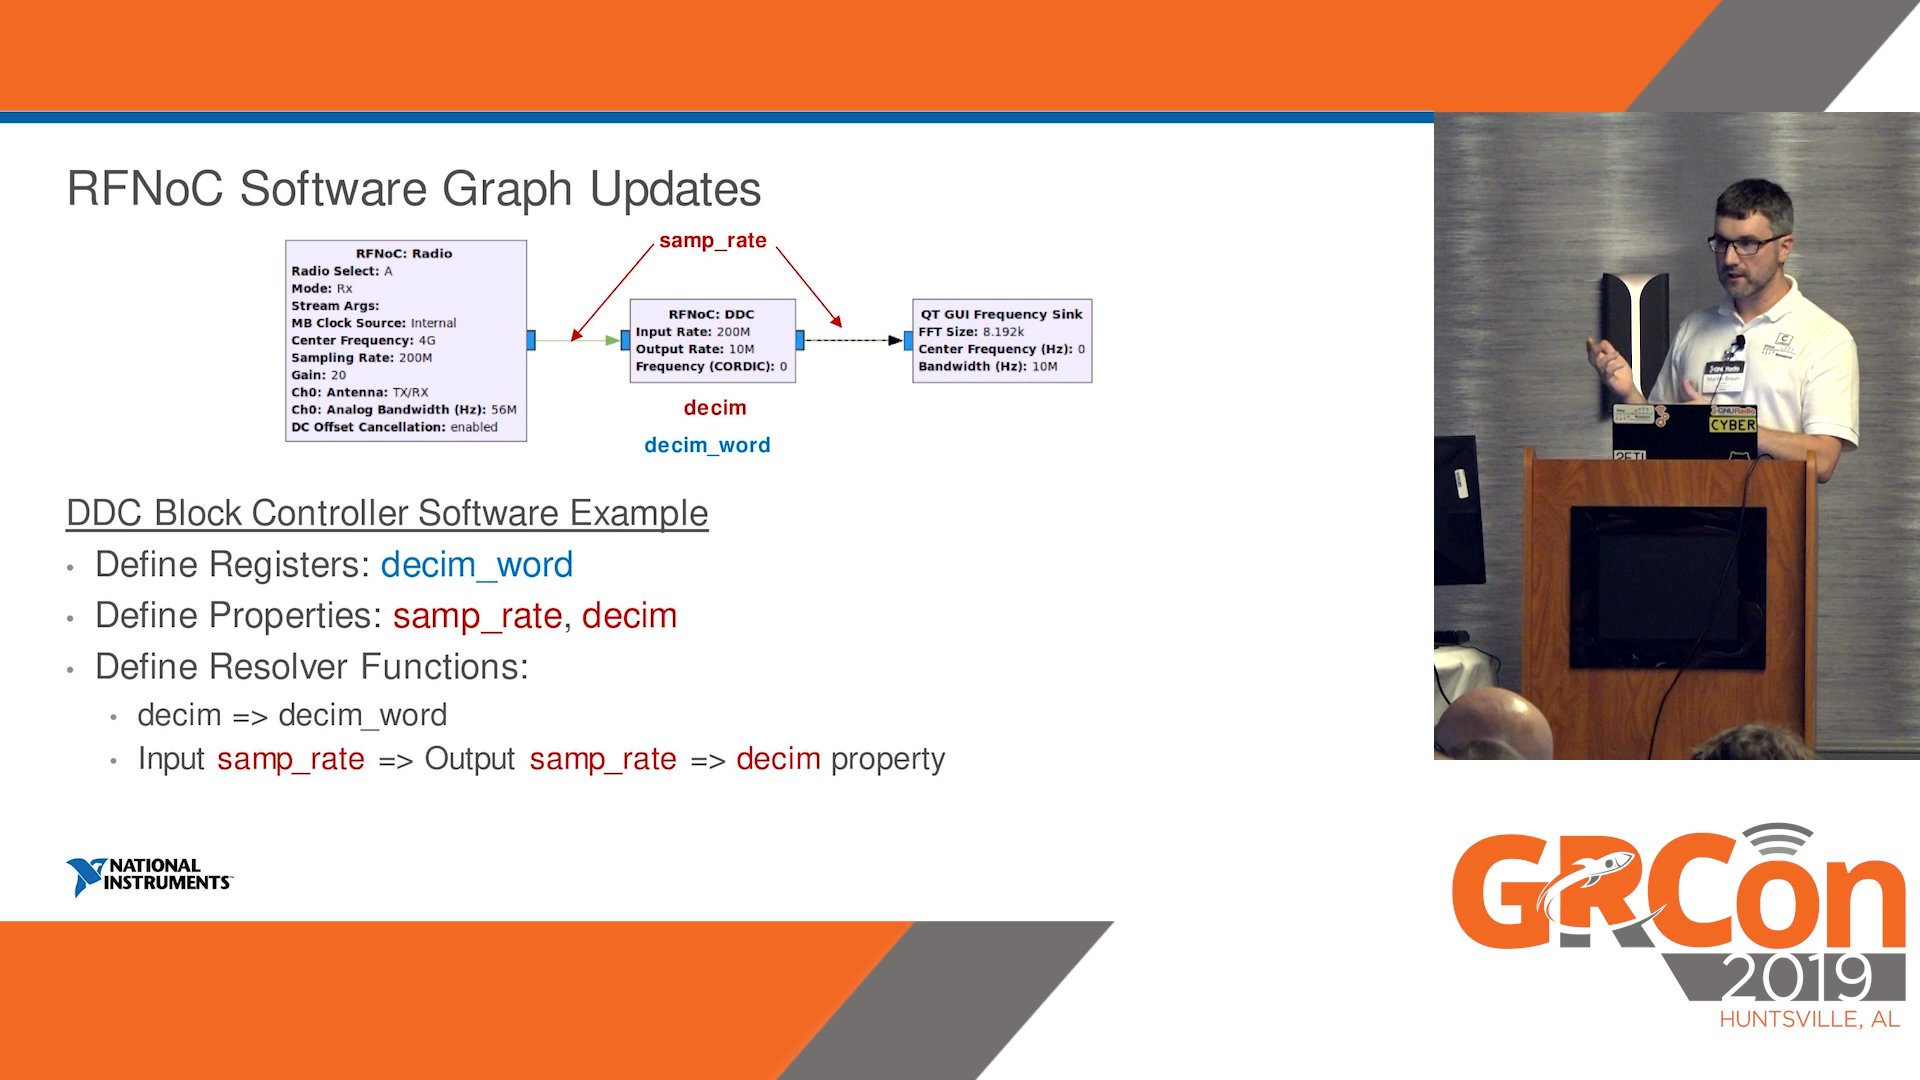 RFNoC Software Graph Updates
samp_rate
RFNoC: Radio
Radio Select: A
Mode: Rx
Stream Args:
MB Clock Source: Internal
Center Frequency: 4G
Sampling Rate: 200M
Gain: 20
Ch0: Antenna: TX/RX
Ch0: Analog Bandwidth (Hz): 56M
DC Offset Cancellation: enabled
RFNoC: DDC
Input Rate: 200M
Output Rate: 10M
Frequency (CORDIC): 0
QT GUI Frequency Sink
FFT Size: 8.192k
Center Frequency (Hz): 0
Bandwidth (Hz): 10M
decim
decim_word
DDC Block Controller Software Example
• Define Registers: decim_word
• Define Properties: samp_rate, decim
• Define Resolver Functions:
• decim => decim_word
• Input samp_rate => Output samp_rate => decim property
NATIONAL
INSTRUMENTS
GNURadio
CYBER
GRCon
2019
HUNTSVILLE, AL